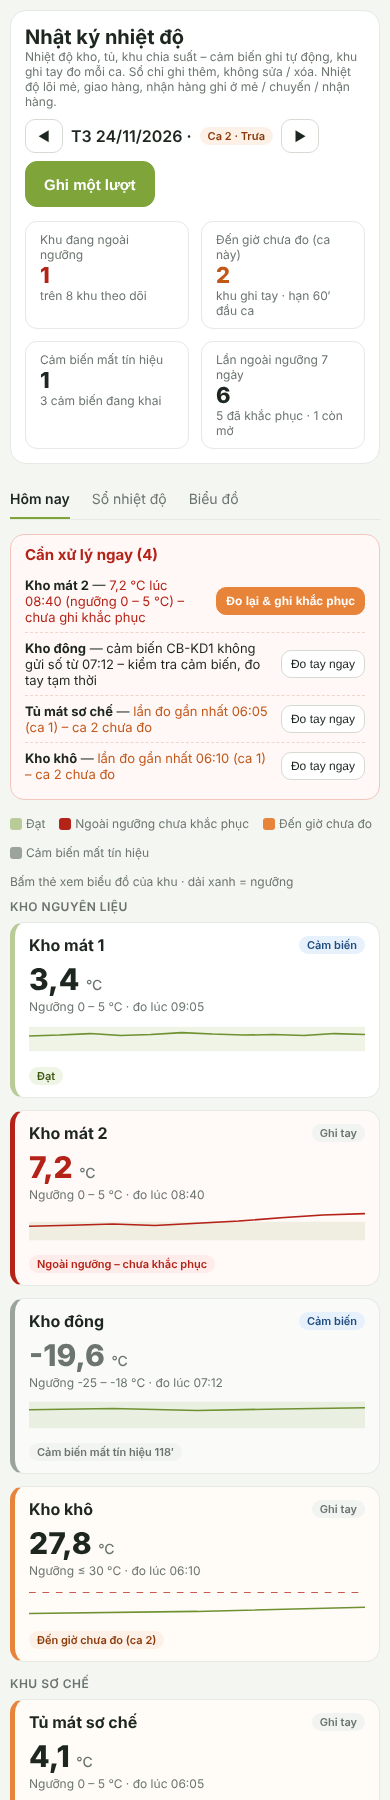 Nhật ký nhiệt độ
Nhiệt độ kho, tủ, khu chia suất – cảm biến ghi tự động, khu
ghi tay đo mỗi ca. Số chỉ ghi thêm, không sửa / xóa. Nhiệt
độ lõi mẻ, giao hàng, nhận hàng ghi ở mẻ / chuyến / nhận
hàng.
◀ T3 24/11/2026 · Ca 2 · Trưa ▶
Ghi một lượt
Khu đang ngoài
ngưỡng
1
trên 8 khu theo dõi
Đến giờ chưa đo (ca
này)
2
khu ghi tay · hạn 60'
đầu ca
Cảm biến mất tín hiệu
1
3 cảm biến đang khai
Lần ngoài ngưỡng 7
ngày
6
5 đã khắc phục · 1 còn
mở
Hôm nay Sổ nhiệt độ Biểu đồ
Cần xử lý ngay (4)
Kho mát 2 — 7,2 °C lúc
08:40 (ngưỡng 0 – 5 °C) –
chưa ghi khắc phục
Đo lại & ghi khắc phục
Kho đông — cảm biến CB-KD1 không
gửi số từ 07:12 – kiểm tra cảm biến, đo
tay tạm thời
Đo tay ngay
Tủ mát sơ chế — lần đo gần nhất 06:05
(ca 1) – ca 2 chưa đo
Đo tay ngay
Kho khô — lần đo gần nhất 06:10 (ca 1)
– ca 2 chưa đo
Đo tay ngay
Đạt Ngoài ngưỡng chưa khắc phục Đến giờ chưa đo
Cảm biến mất tín hiệu
Bấm thẻ xem biểu đồ của khu · dải xanh = ngưỡng
KHO NGUYÊN LIỆU
Kho mát 1 Cảm biến
3,4 °C
Ngưỡng 0 – 5 °C · đo lúc 09:05
Đạt
Kho mát 2 Ghi tay
7,2 °C
Ngưỡng 0 – 5 °C · đo lúc 08:40
Ngoài ngưỡng – chưa khắc phục
Kho đông Cảm biến
-19,6 °C
Ngưỡng -25 – -18 °C · đo lúc 07:12
Cảm biến mất tín hiệu 118'
Kho khô Ghi tay
27,8 °C
Ngưỡng ≤ 30 °C · đo lúc 06:10
Đến giờ chưa đo (ca 2)
KHU SƠ CHẾ
Tủ mát sơ chế Ghi tay
4,1 °C
Ngưỡng 0 – 5 °C · đo lúc 06:05